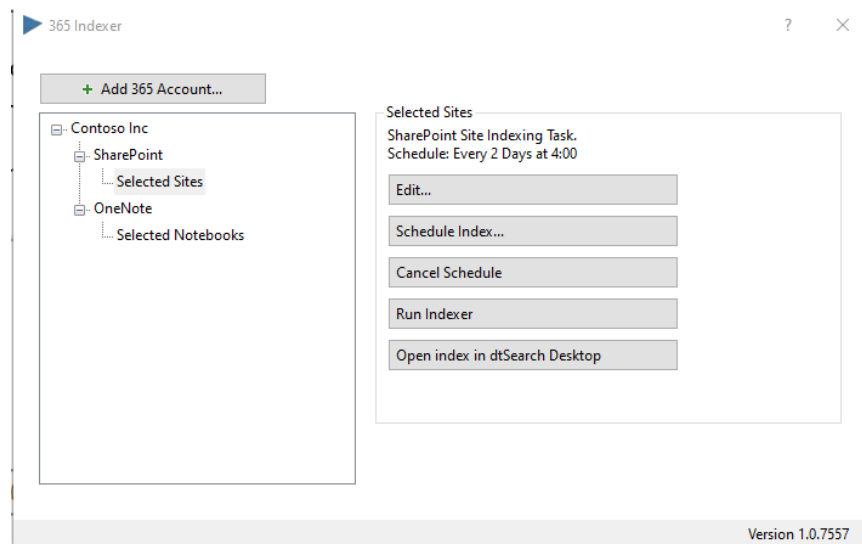 365 Indexer
?
+ Add 365 Account...
Contoso Inc
SharePoint
Selected Sites
OneNote
Selected Notebooks
Selected Sites
SharePoint Site Indexing Task.
Schedule: Every 2 Days at 4:00
Edit...
Schedule Index...
Cancel Schedule
Run Indexer
Open index in dtSearch Desktop
Version 1.0.7557